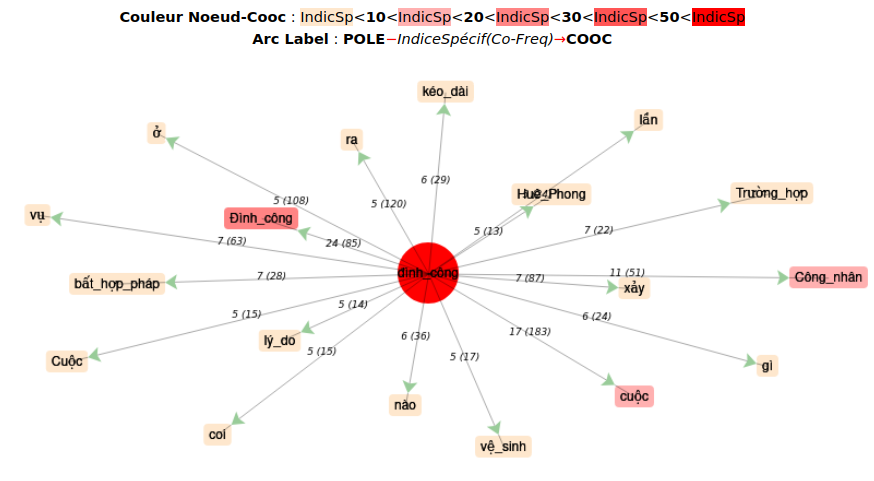 Couleur Noeud-Cooc : IndicSp<10<IndicSp<20<IndicSp<30<IndicSp<50<IndicSp
Arc Label : POLE−IndiceSpécif(Co-Freq)→COOC
kéo_dài
lần
ở
ra
6 (29)
Huê_Phong
Trường_hợp
5 (108)
5 (120)
vụ
Đình_công
5 (13)
7 (22)
7 (63)
24 (85)
đình_công
11 (51)
Công_nhân
bất_hợp_pháp
7 (28)
7 (87)
xảy
5 (15)
5 (14)
6 (24)
lý_do
6 (36)
17 (183)
5 (15)
5 (17)
Cuộc
gì
cuộc
nào
coi
vệ_sinh